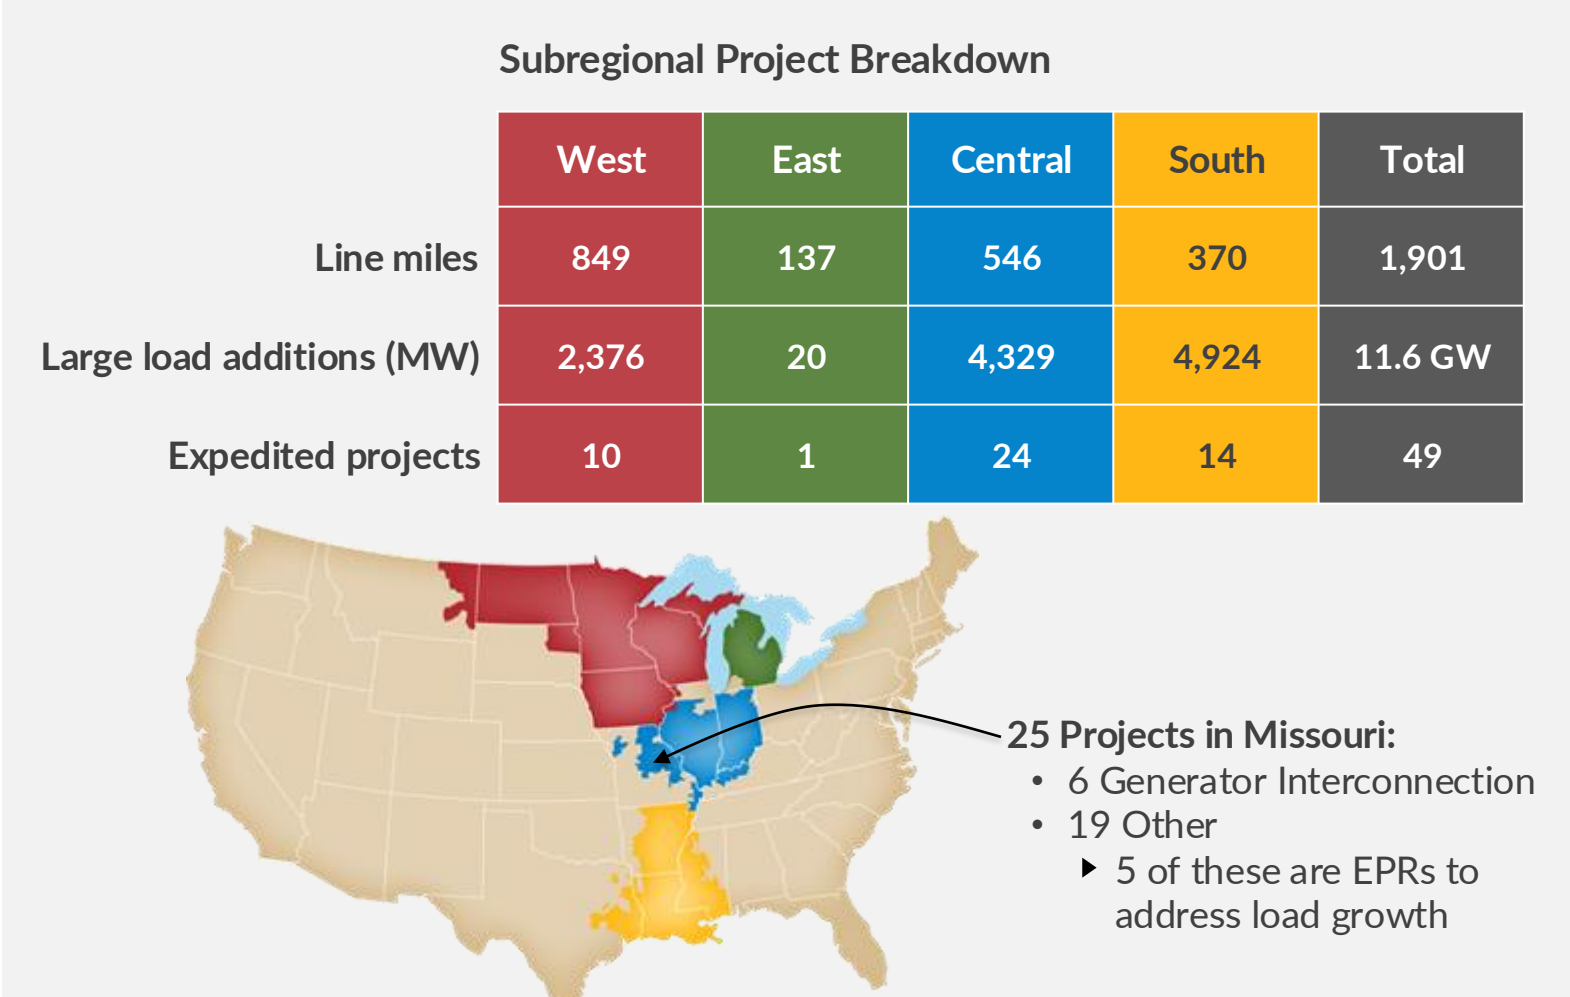 Subregional Project Breakdown
West East Central South Total
Line miles 849 137 546 370 1,901
Large load additions (MW) 2,376 20 4,329 4,924 11.6 GW
Expedited projects 10 1 24 14 49
25 Projects in Missouri:
• 6 Generator Interconnection
• 19 Other
5 of these are EPRs to
address load growth